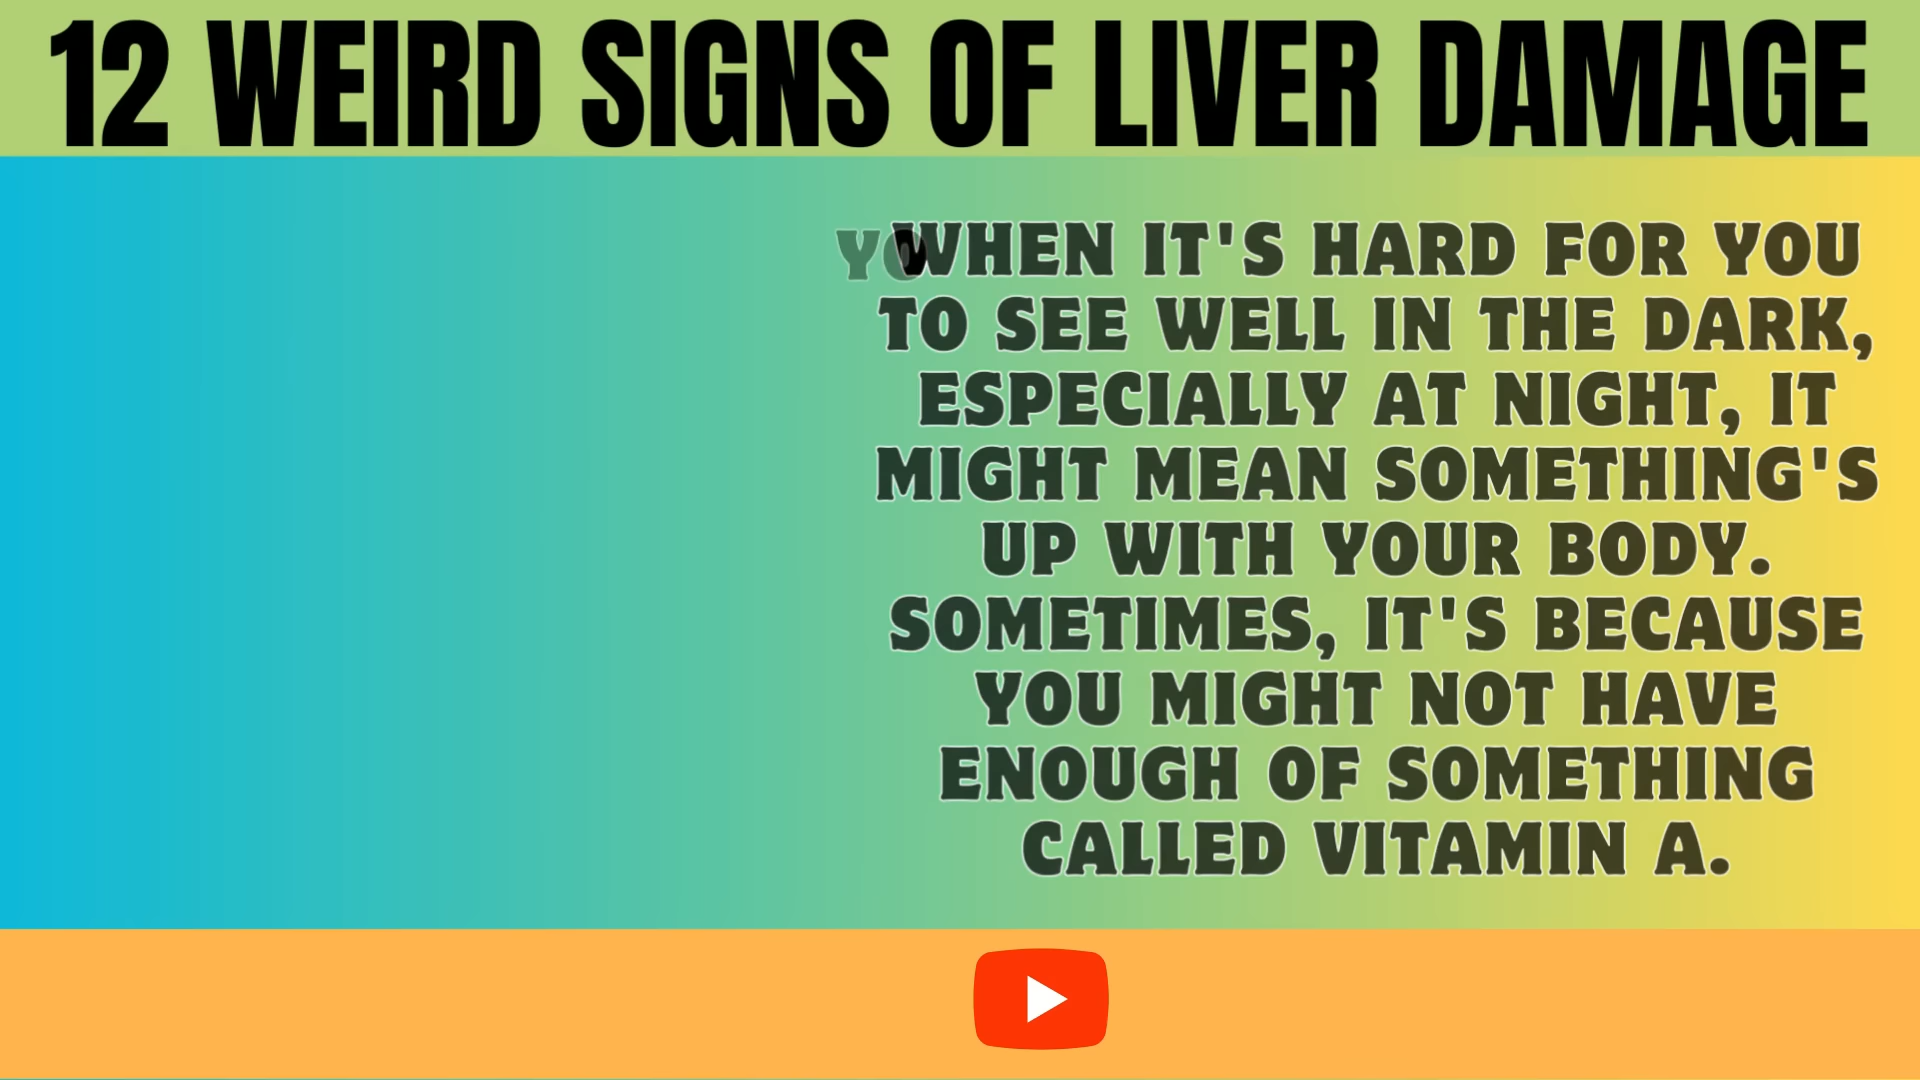 12 WEIRD SIGNS OF LIVER DAMAGE
YO
WHEN IT'S HARD FOR YOU
TO SEE WELL IN THE DARK,
ESPECIALLY AT NIGHT, IT
MIGHT MEAN SOMETHING'S
UP WITH YOUR BODY.
SOMETIMES, IT'S BECAUSE
YOU MIGHT NOT HAVE
ENOUGH OF SOMETHING
CALLED VITAMIN A.